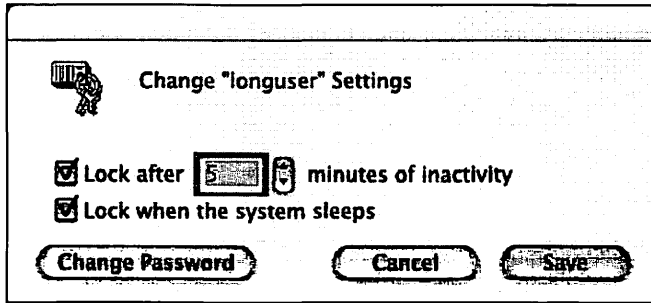 Change "longuser" Settings
Lock after 5 minutes of inactivity
Lock when the system sleeps
Change Password Cancel Save